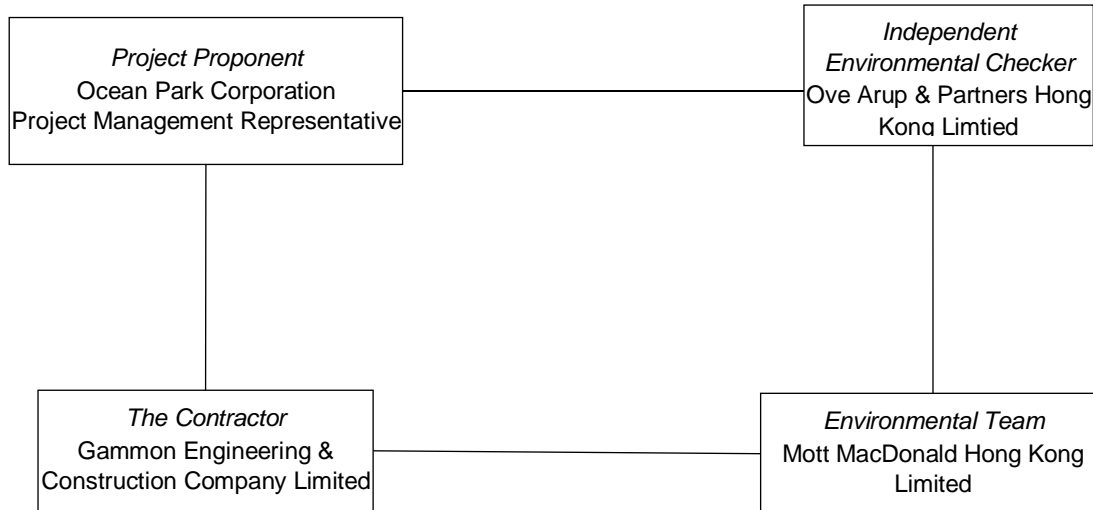 Project Proponent
Ocean Park Corporation
Project Management Representative
Independent
Environmental Checker
Ove Arup & Partners Hong
Kong Limtied
The Contractor
Gammon Engineering &
Construction Company Limited
Environmental Team
Mott MacDonald Hong Kong
Limited